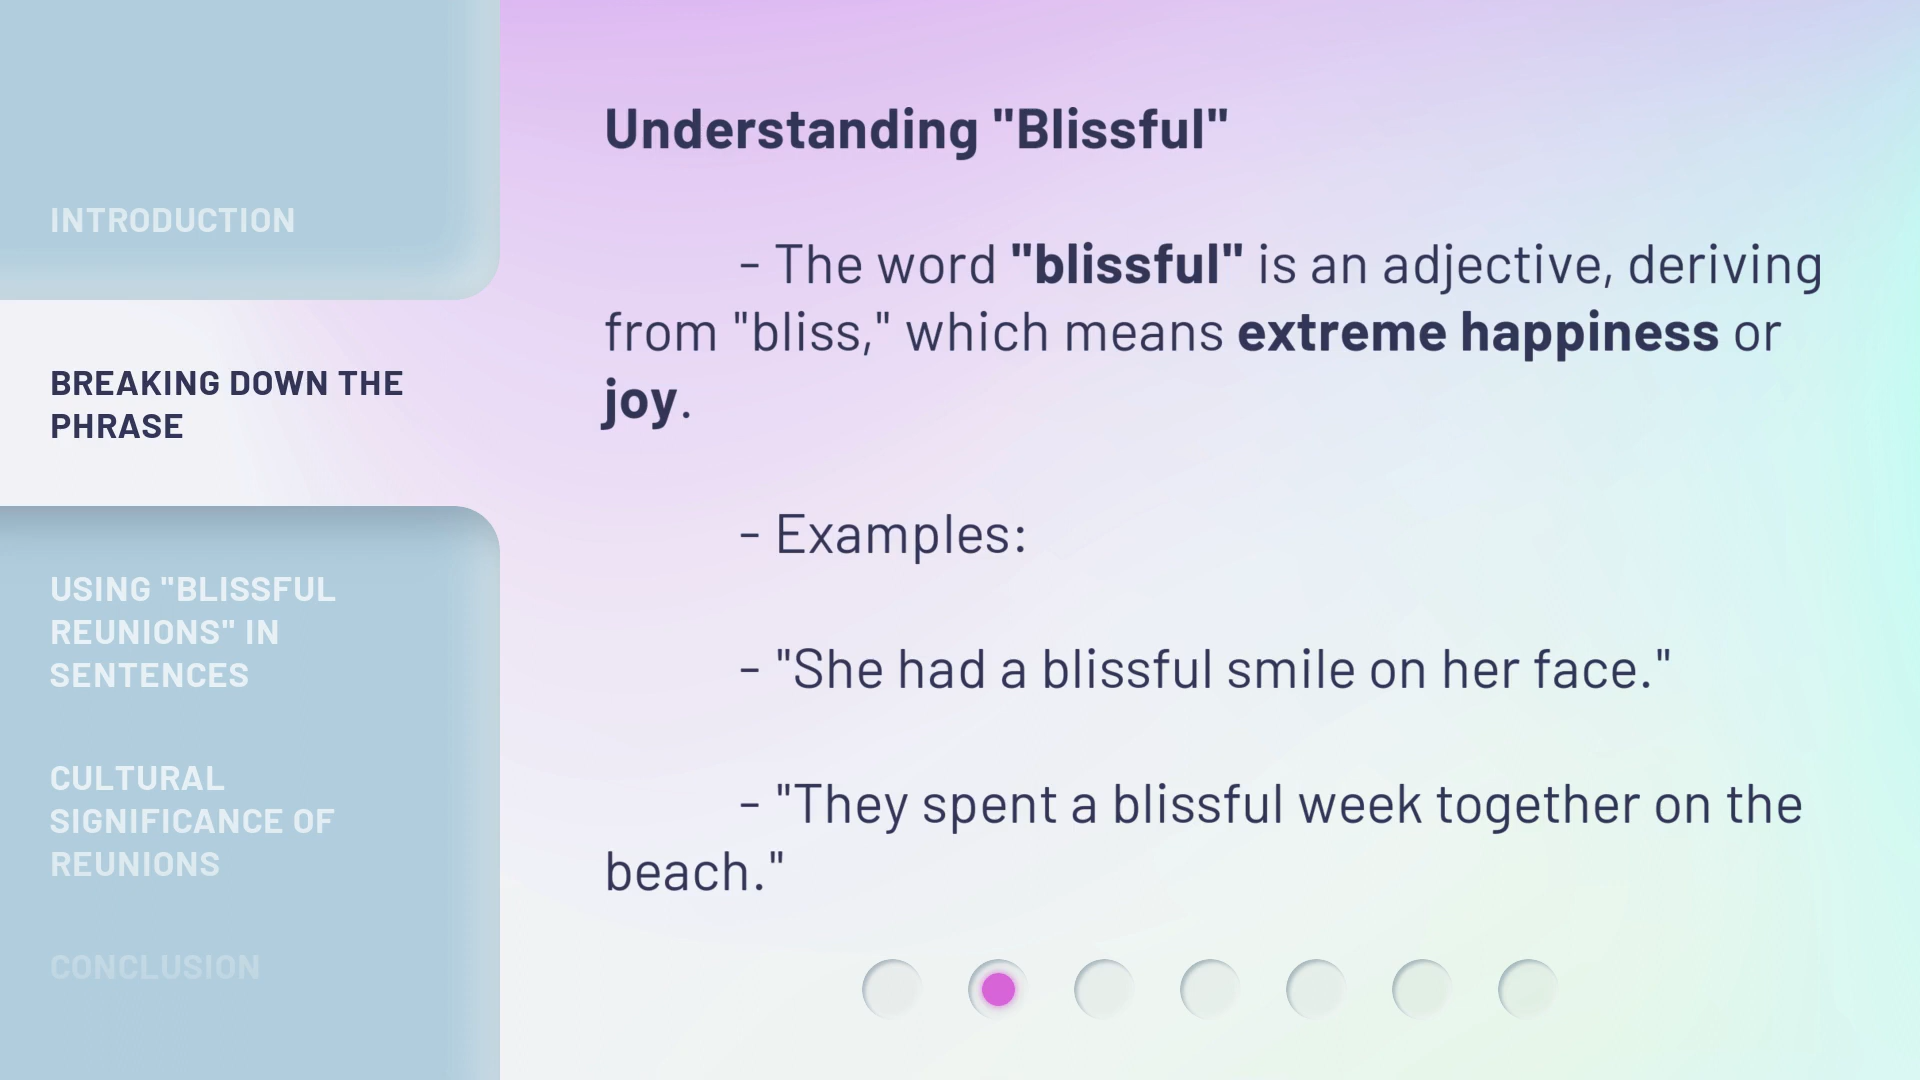 INTRODUCTION
BREAKING DOWN THE
PHRASE
USING "BLISSFUL
REUNIONS" IN
SENTENCES
CULTURAL
SIGNIFICANCE OF
REUNIONS
CONCLUSION
Understanding "Blissful"
- The word "blissful" is an adjective, deriving
from "bliss," which means extreme happiness or
joy.
- Examples:
- "She had a blissful smile on her face."
- "They spent a blissful week together on the
beach."